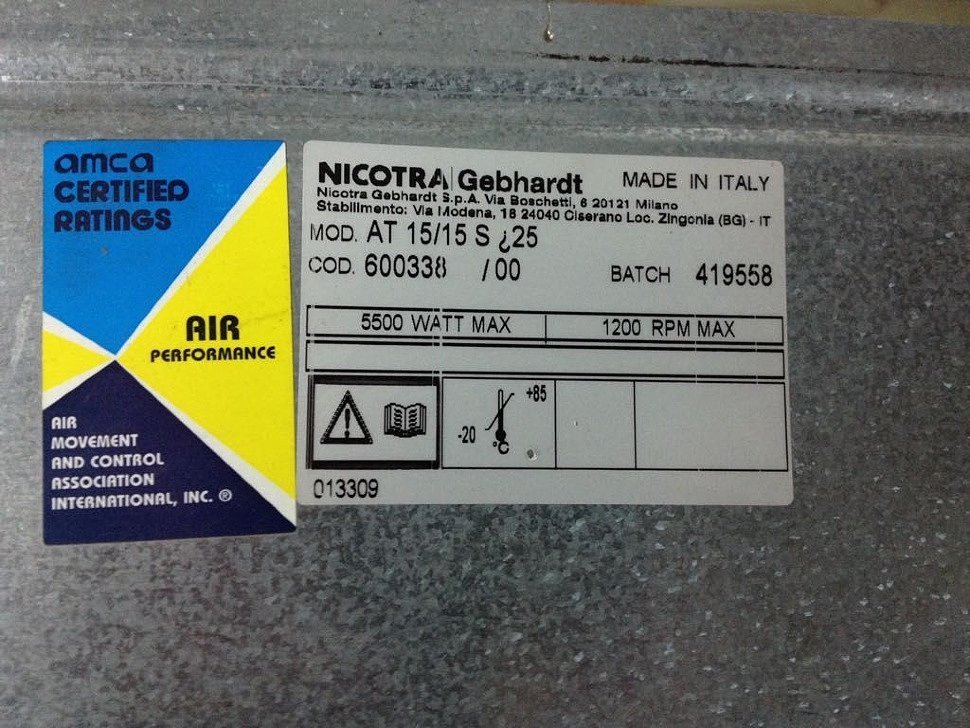 amca
CERTIFIED
RATINGS
AIR
PERFORMANCE
AIR
MOVEMENT
AND CONTROL
ASSOCIATION
INTERNATIONAL, INC. ®
NICOTRA|Gebhardt MADE IN ITALY
Nicotra Gebhardt S.p.A. Via Boschetti, 6 20121 Milano
Stabilimento: Via Modena, 18 24040 Ciserano Loc. Zingonia (BG) - IT
MOD. AT 15/15 S ¿25
COD. 600338 /00 BATCH 419558
5500 WATT MAX 1200 RPM MAX
+85
-20
°C
013309